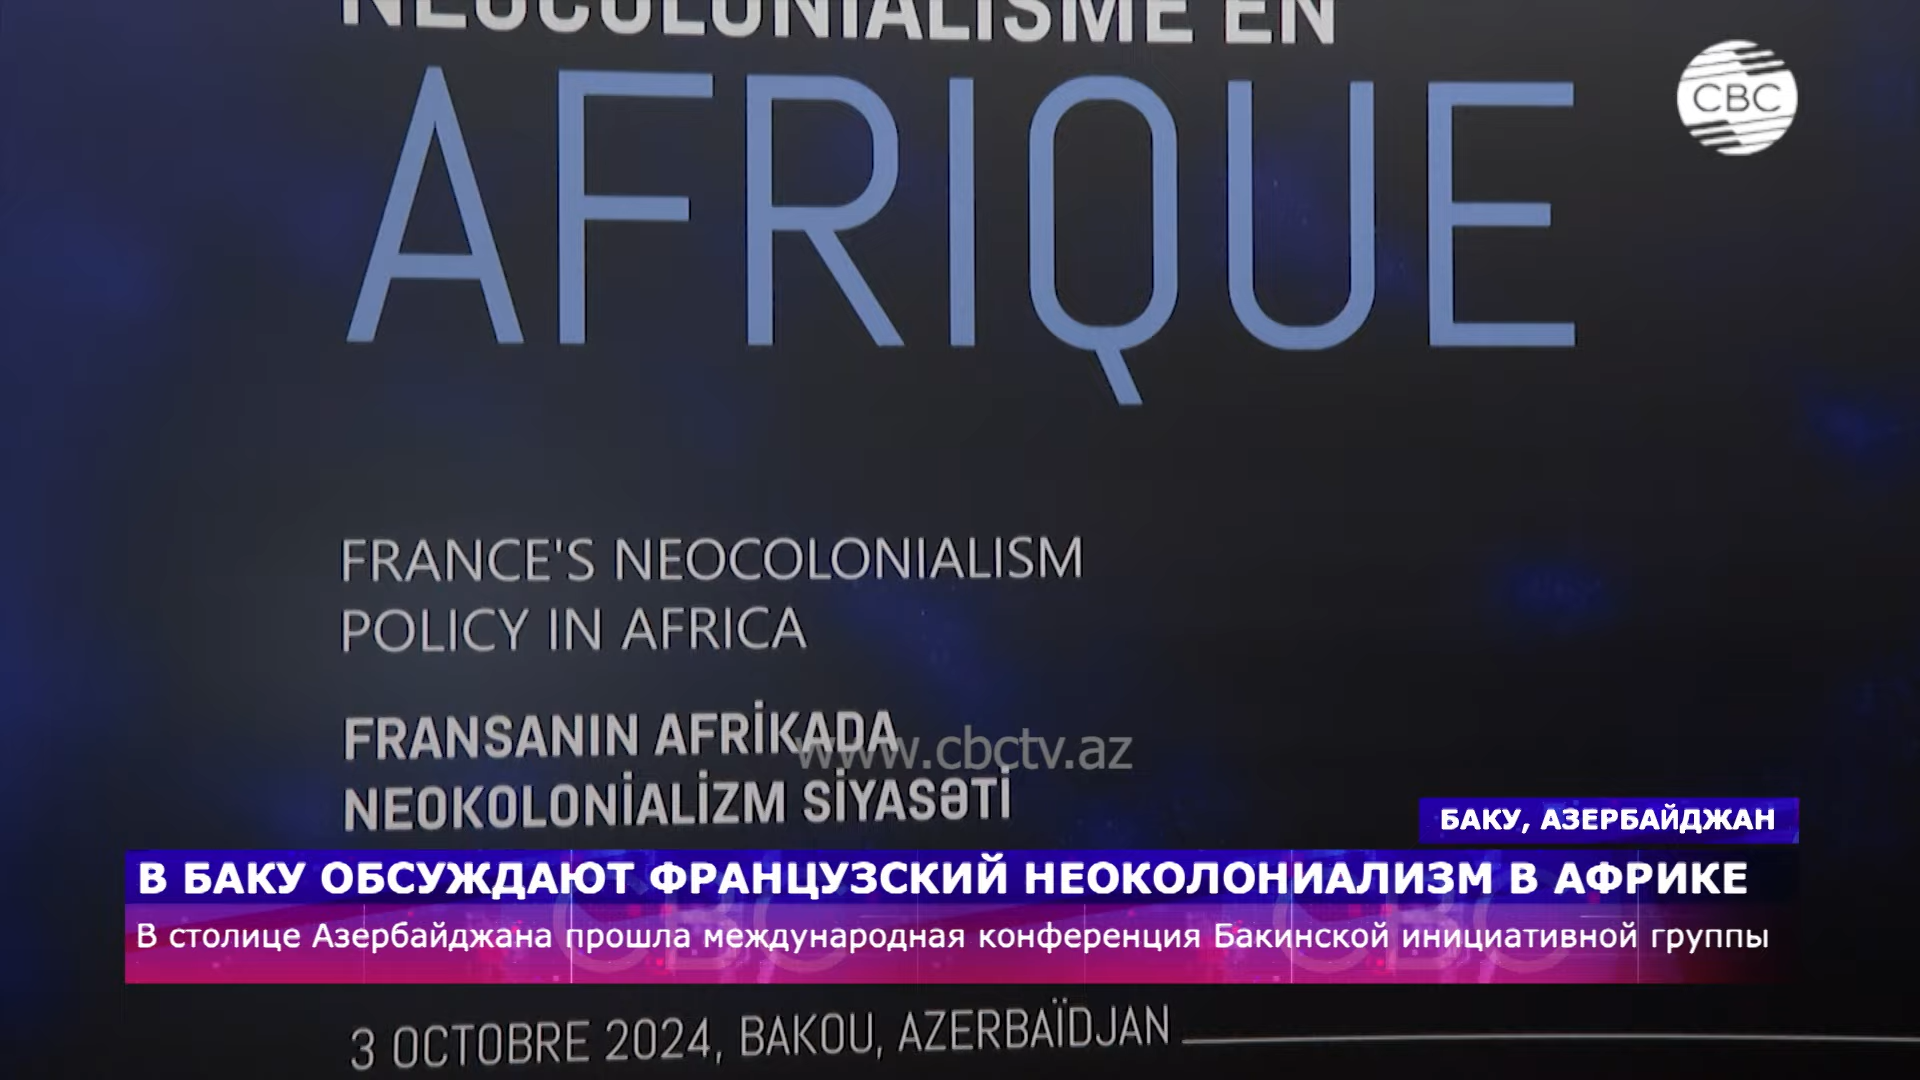 NEOCOLONIALISME EN
AFRIQUE
CBC
FRANCE'S NEOCOLONIALISM
POLICY IN AFRICA
FRANSANIN AFRİKADA
NEOKOLONİALİZM SİYASƏTİ
www.cbctv.az
БАКУ, АЗЕРБАЙДЖАН
В БАКУ ОБСУЖДАЮТ ФРАНЦУЗСКИЙ НЕОКОЛОНИАЛИЗМ В АФРИКЕ
В столице Азербайджана прошла международная конференция Бакинской инициативной группы
3 OCTOBRE 2024, BAKOU, AZERBAÏDJAN